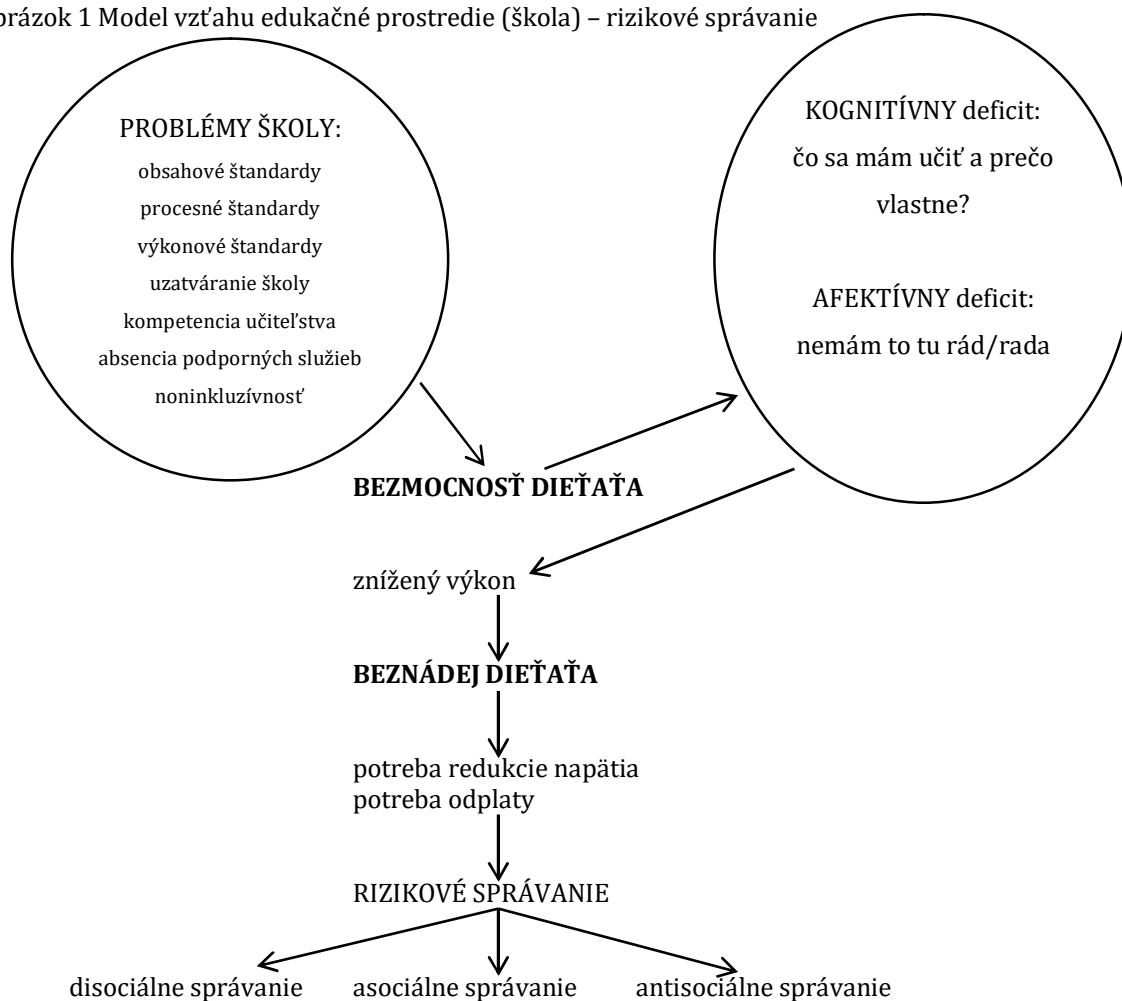 brázok 1 Model vzťahu edukačné prostredie (škola) – rizikové správanie
PROBLÉMY ŠKOLY:
obsahové štandardy
procesné štandardy
výkonové štandardy
uzatváranie školy
kompetencia učiteľstva
absencia podporných služieb
noninkluzívnosť
KOGNITÍVNY deficit:
čo sa mám učiť a prečo
vlastne?
AFEKTÍVNY deficit:
nemám to tu rád/rada
BEZMOCNOSŤ DIEŤAŤA
znížený výkon
BEZNÁDEJ DIEŤAŤA
potreba redukcie napätia
potreba odplaty
RIZIKOVÉ SPRÁVANIE
disociálne správanie
asociálne správanie
antisociálne správanie